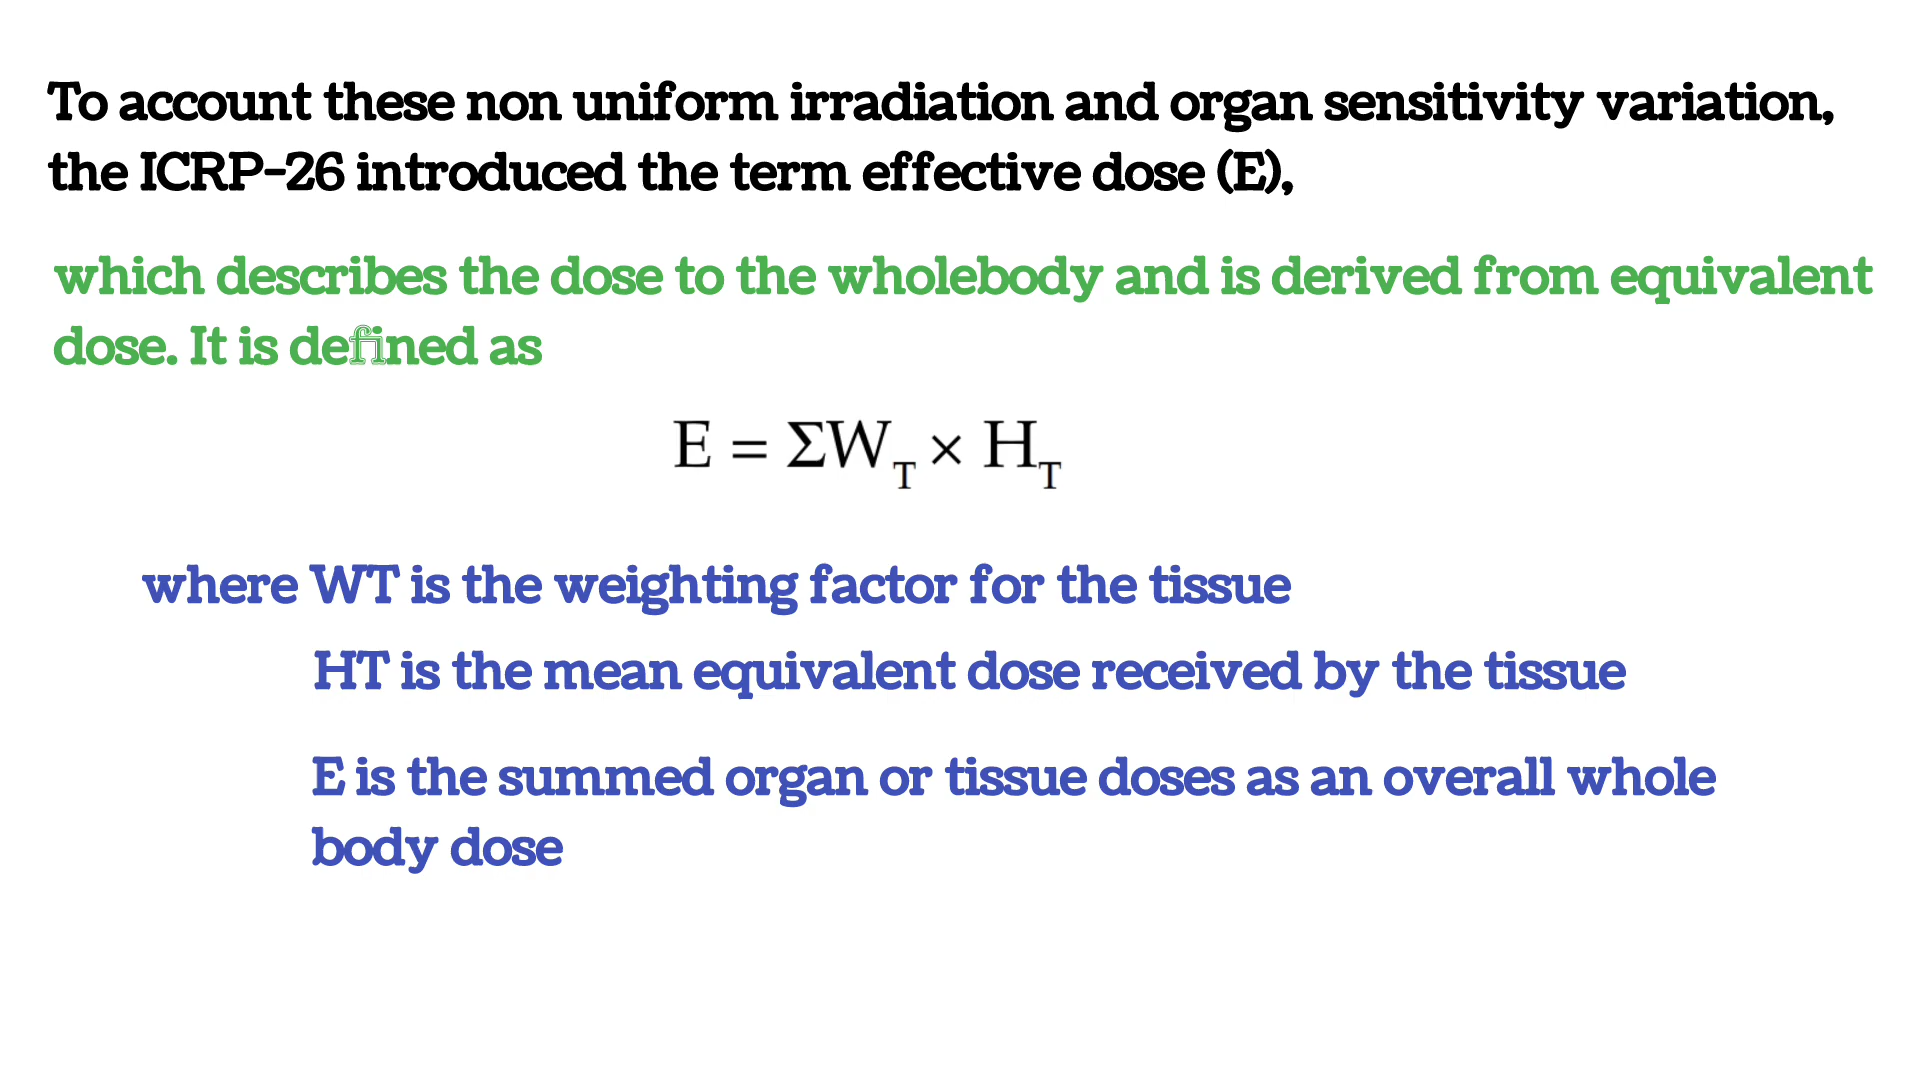 To account these non uniform irradiation and organ sensitivity variation,
the ICRP-26 introduced the term effective dose (E),
which describes the dose to the wholebody and is derived from equivalent
dose. It is defined as
E = ΣW_T × H_T
where WT is the weighting factor for the tissue
HT is the mean equivalent dose received by the tissue
E is the summed organ or tissue doses as an overall whole
body dose